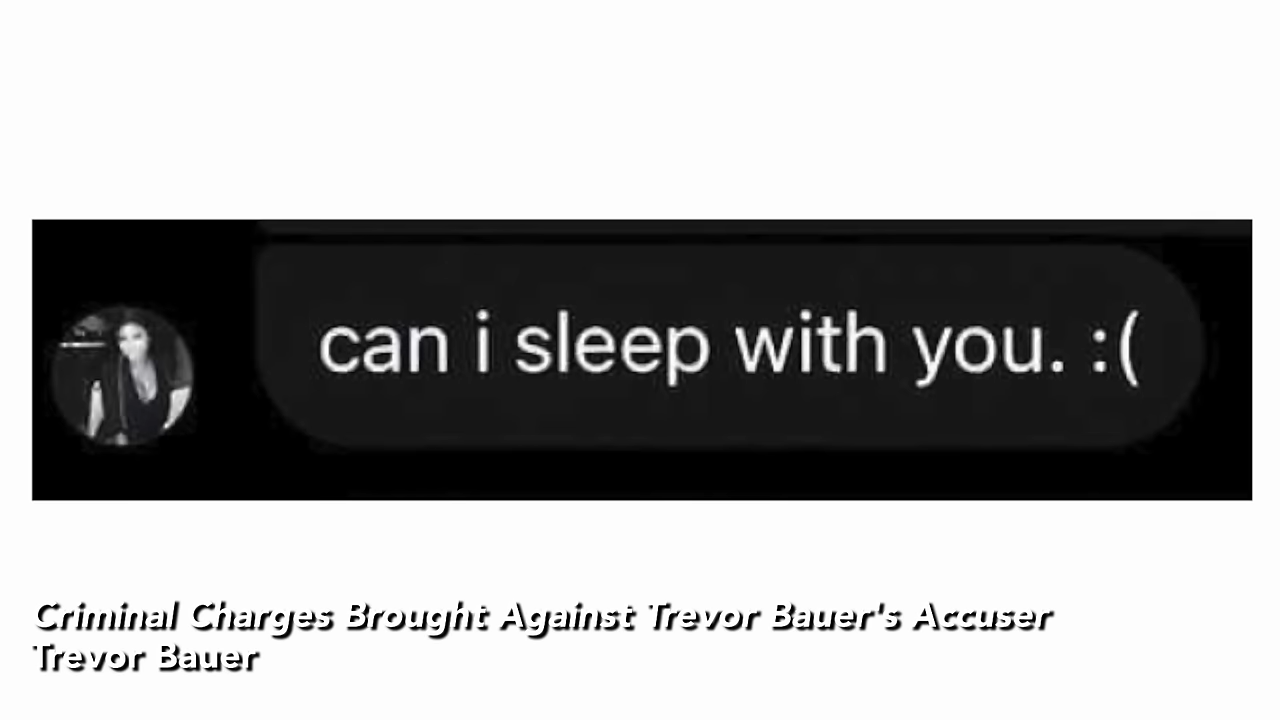 can i sleep with you. :(
Criminal Charges Brought Against Trevor Bauer's Accuser
Trevor Bauer